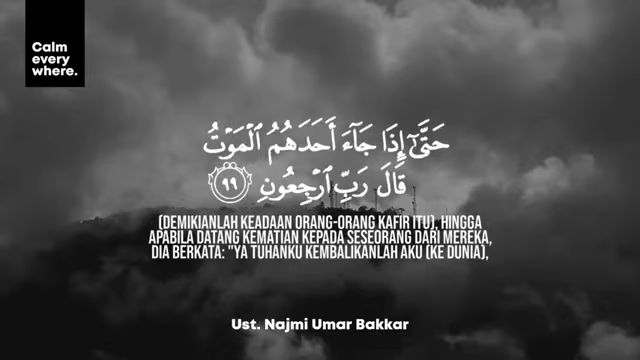 Calm
every
where.
حَتَّىٰٓ إِذَا جَآءَ أَحَدَهُمُ ٱلْمَوْتُ
قَالَ رَبِّ ٱرْجِعُونِ ٩٩
(DEMIKIANLAH KEADAAN ORANG-ORANG KAFIR ITU), HINGGA
APABILA DATANG KEMATIAN KEPADA SESEORANG DARI MEREKA,
DIA BERKATA: "YA TUHANKU KEMBALIKANLAH AKU (KE DUNIA),
Ust. Najmi Umar Bakkar